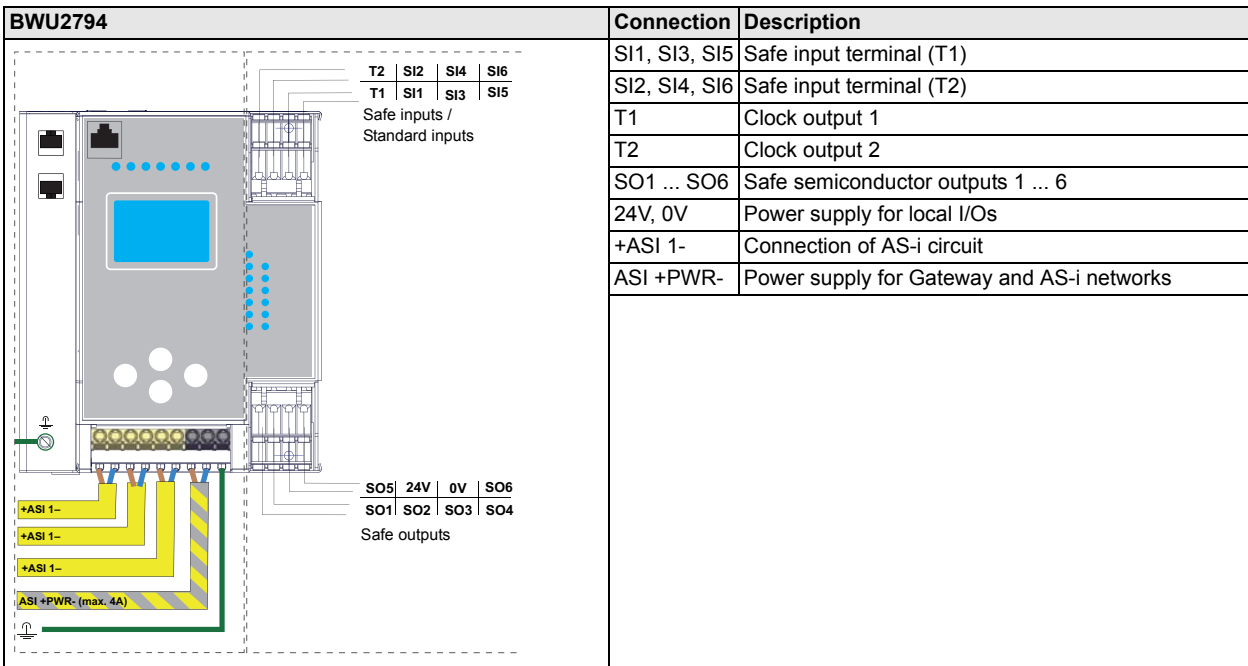 BWU2794
Connection Description
SI1, SI3, SI5 Safe input terminal (T1)
SI2, SI4, SI6 Safe input terminal (T2)
T1 Clock output 1
T2 Clock output 2
SO1 ... SO6 Safe semiconductor outputs 1 ... 6
24V, 0V Power supply for local I/Os
+ASI 1- Connection of AS-i circuit
ASI +PWR- Power supply for Gateway and AS-i networks
T2 SI2 SI4 SI6
T1 SI1 SI3 SI5
Safe inputs /
Standard inputs
SO5 24V 0V SO6
SO1 SO2 SO3 SO4
Safe outputs
+ASI 1–
+ASI 1–
+ASI 1–
ASI +PWR- (max. 4A)